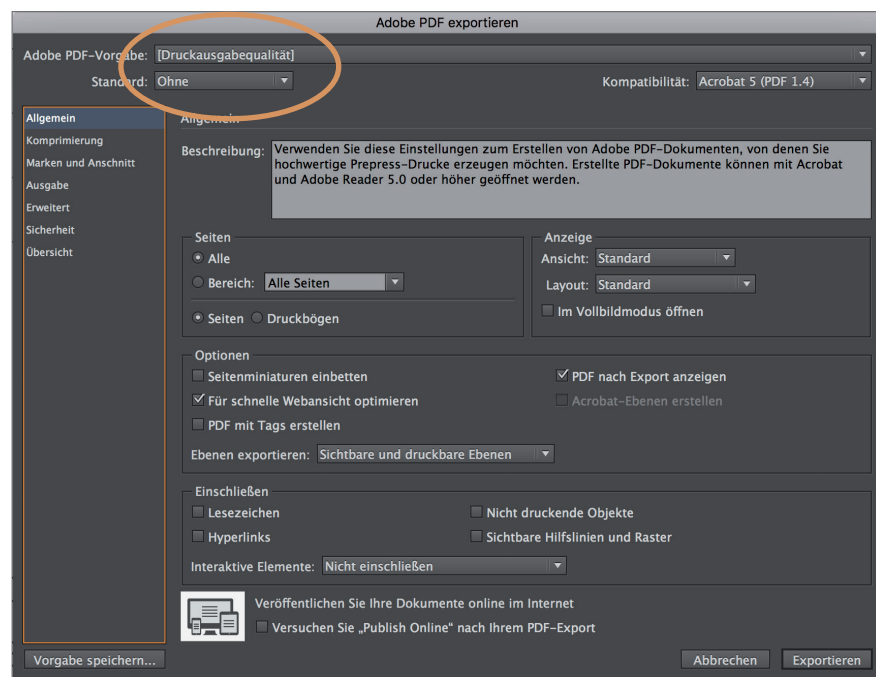 Adobe PDF exportieren
Adobe PDF-Vorgabe: [Druckausgabequalität]
Standard: Ohne Kompatibilität: Acrobat 5 (PDF 1.4)
Allgemein
Komprimierung
Marken und Anschnitt
Ausgabe
Erweitert
Sicherheit
Übersicht
Allgemein
Beschreibung: Verwenden Sie diese Einstellungen zum Erstellen von Adobe PDF-Dokumenten, von denen Sie
hochwertige Prepress-Drucke erzeugen möchten. Erstellte PDF-Dokumente können mit Acrobat
und Adobe Reader 5.0 oder höher geöffnet werden.
Seiten
Alle
Bereich: Alle Seiten
Seiten Druckbögen
Anzeige
Ansicht: Standard
Layout: Standard
Im Vollbildmodus öffnen
Optionen
Seitenminiaturen einbetten PDF nach Export anzeigen
Für schnelle Webansicht optimieren Acrobat-Ebenen erstellen
PDF mit Tags erstellen
Ebenen exportieren: Sichtbare und druckbare Ebenen
Einschließen
Lesezeichen Nicht druckende Objekte
Hyperlinks Sichtbare Hilfslinien und Raster
Interaktive Elemente: Nicht einschließen
Veröffentlichen Sie Ihre Dokumente online im Internet
Versuchen Sie „Publish Online" nach Ihrem PDF-Export
Vorgabe speichern... Abbrechen Exportieren